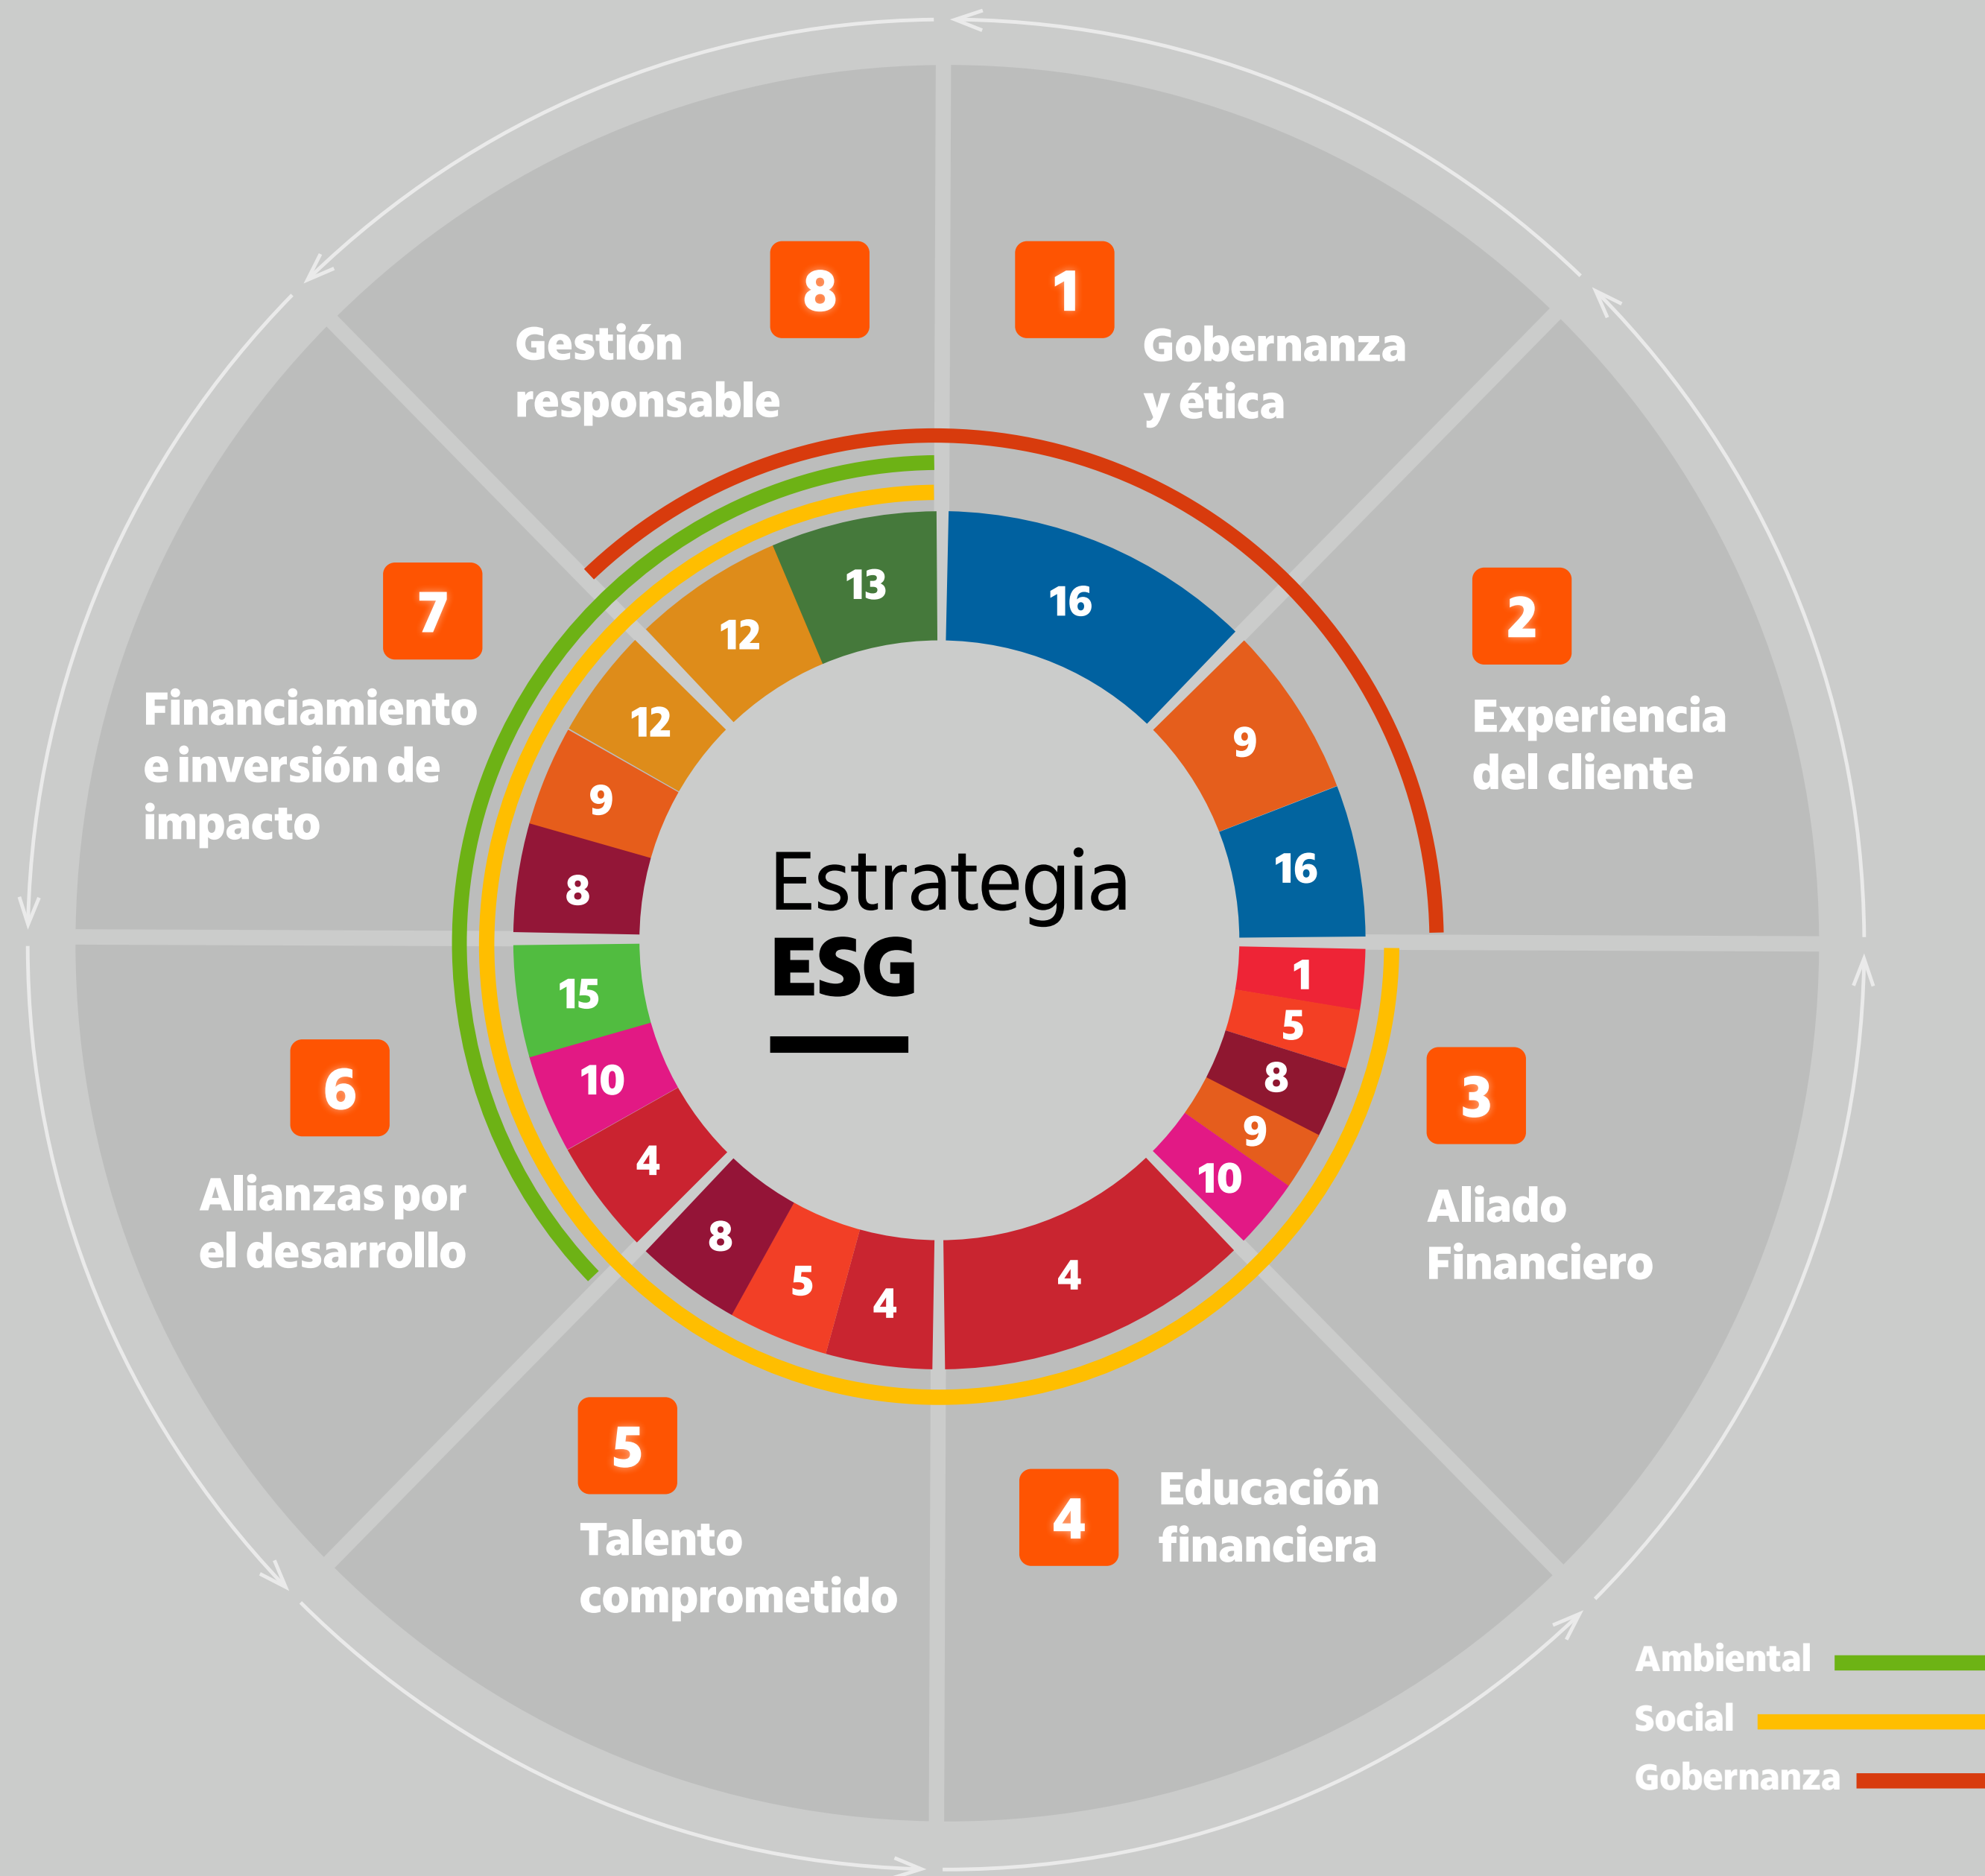 8
Gestión
responsable
1
Gobernanza
y ética
7
Financiamiento
e inversión de
impacto
2
Experiencia
del cliente
6
Alianzas por
el desarrollo
3
Aliado
Financiero
5
Talento
comprometido
4
Educación
financiera
16
9
16
1
5
8
9
10
4
4
5
8
4
10
15
8
9
12
12
13
Estrategia
ESG
Ambiental
Social
Gobernanza